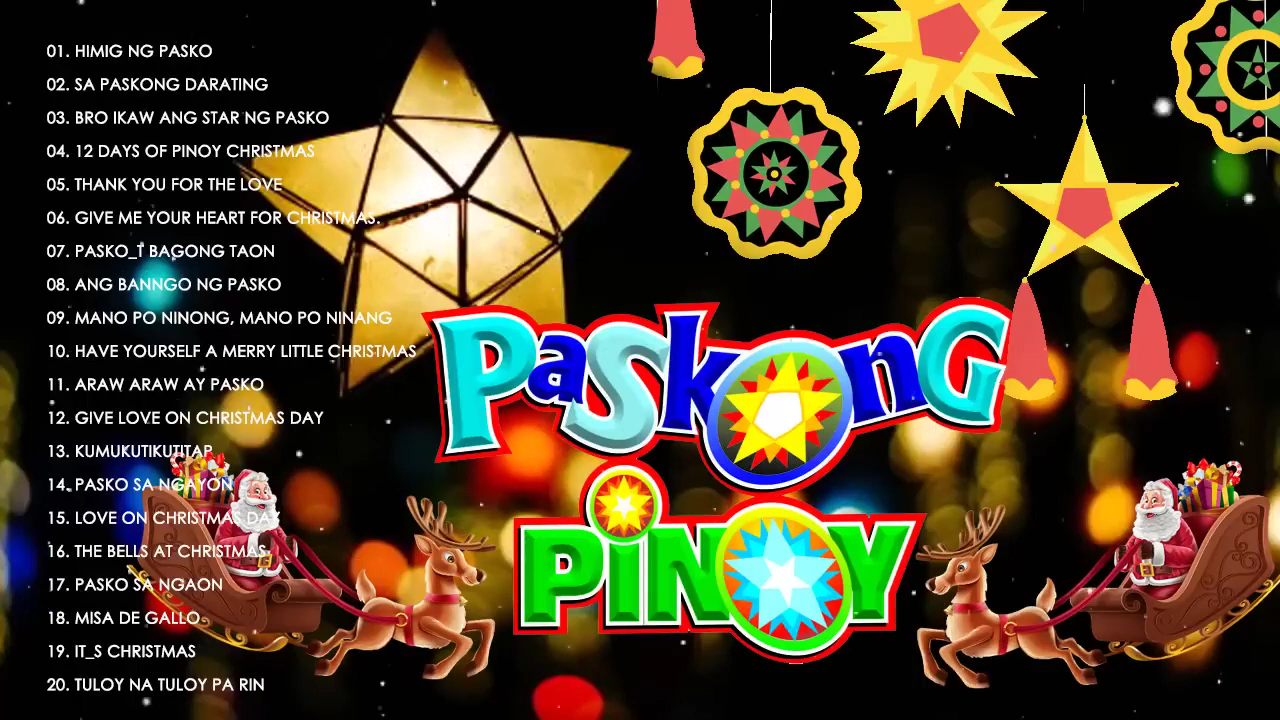 01. HIMIG NG PASKO
02. SA PASKONG DARATING
03. BRO IKAW ANG STAR NG PASKO
04. 12 DAYS OF PINOY CHRISTMAS
05. THANK YOU FOR THE LOVE
06. GIVE ME YOUR HEART FOR CHRISTMAS.
07. PASKO_T BAGONG TAON
08. ANG BANNGO NG PASKO
09. MANO PO NINONG, MANO PO NINANG
10. HAVE YOURSELF A MERRY LITTLE CHRISTMAS
11. ARAW ARAW AY PASKO
12. GIVE LOVE ON CHRISTMAS DAY
13. KUMUKUTIKUTITAP
14. PASKO SA NGAYON
15. LOVE ON CHRISTMAS DAY
16. THE BELLS AT CHRISTMAS
17. PASKO SA NGAON
18. MISA DE GALLO
19. IT_S CHRISTMAS
20. TULOY NA TULOY PA RIN
PaSkonG
PiNOY